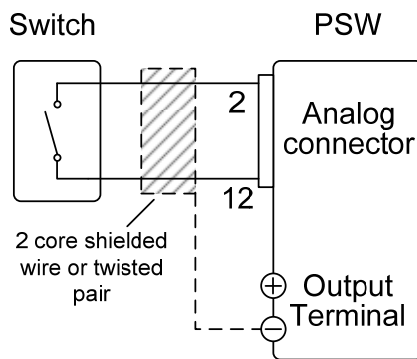 Switch
PSW
2
Analog
connector
12
2 core shielded
wire or twisted
pair
+
Output
Terminal
−